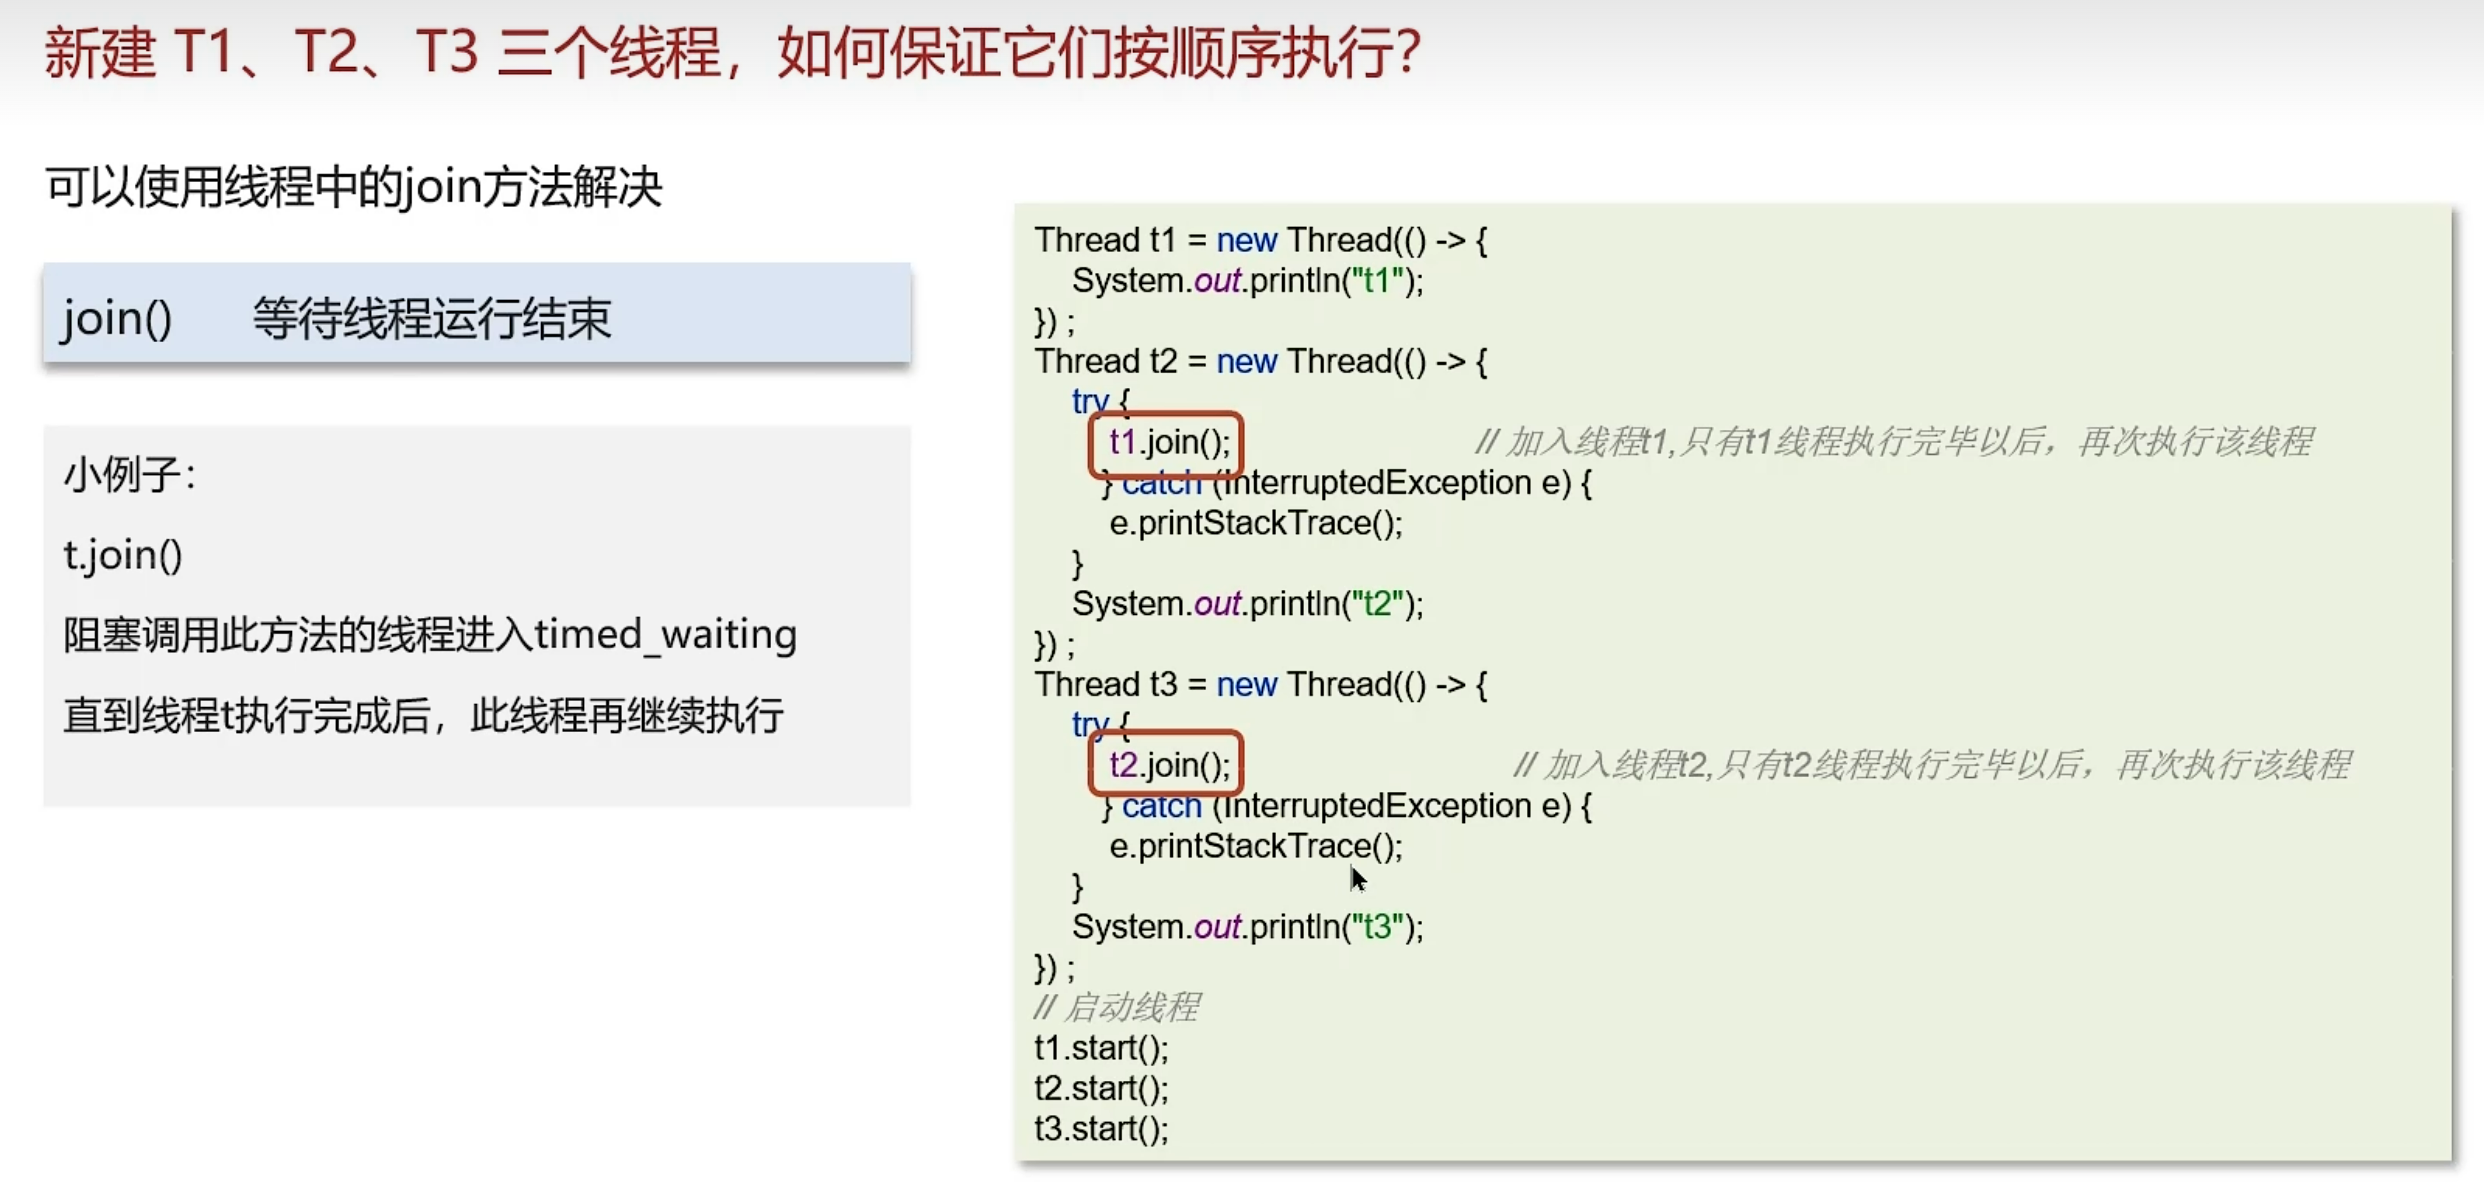 新建 T1、T2、T3 三个线程，如何保证它们按顺序执行？
可以使用线程中的join方法解决
join() 等待线程运行结束
小例子：
t.join()
阻塞调用此方法的线程进入timed_waiting
直到线程t执行完成后，此线程再继续执行
Thread t1 = new Thread(() -> {
System.out.println("t1");
}) ;
Thread t2 = new Thread(() -> {
try {
t1.join(); // 加入线程t1,只有t1线程执行完毕以后，再次执行该线程
} catch (InterruptedException e) {
e.printStackTrace();
}
System.out.println("t2");
}) ;
Thread t3 = new Thread(() -> {
try {
t2.join(); // 加入线程t2,只有t2线程执行完毕以后，再次执行该线程
} catch (InterruptedException e) {
e.printStackTrace();
}
System.out.println("t3");
}) ;
// 启动线程
t1.start();
t2.start();
t3.start();